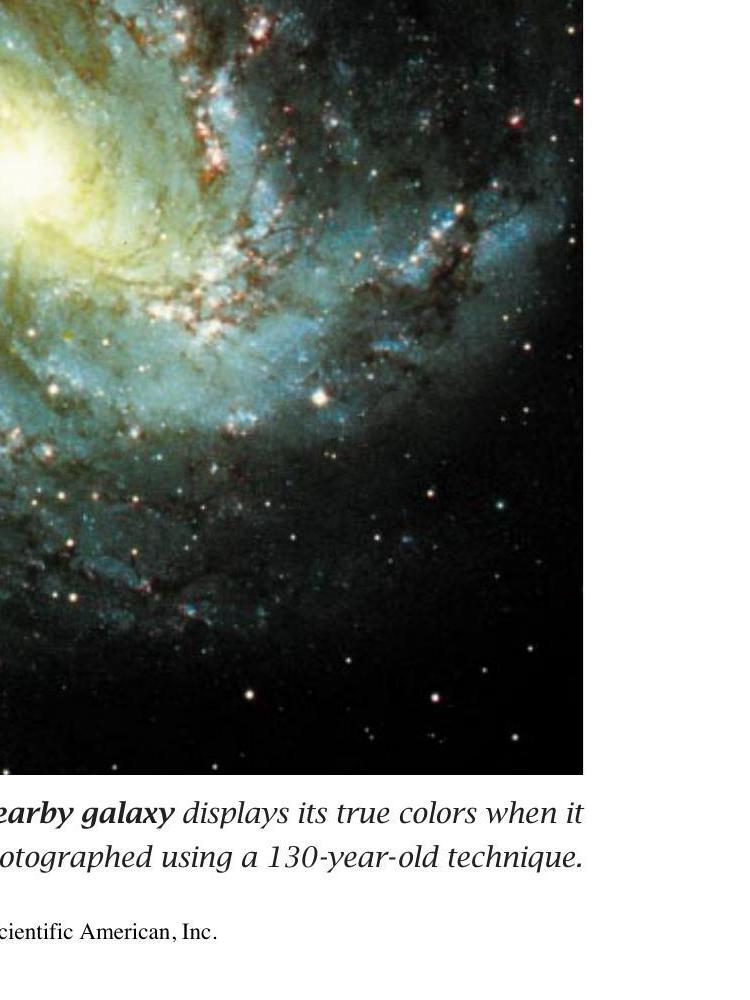 earby galaxy displays its true colors when it
otographed using a 130-year-old technique.
cientific American, Inc.